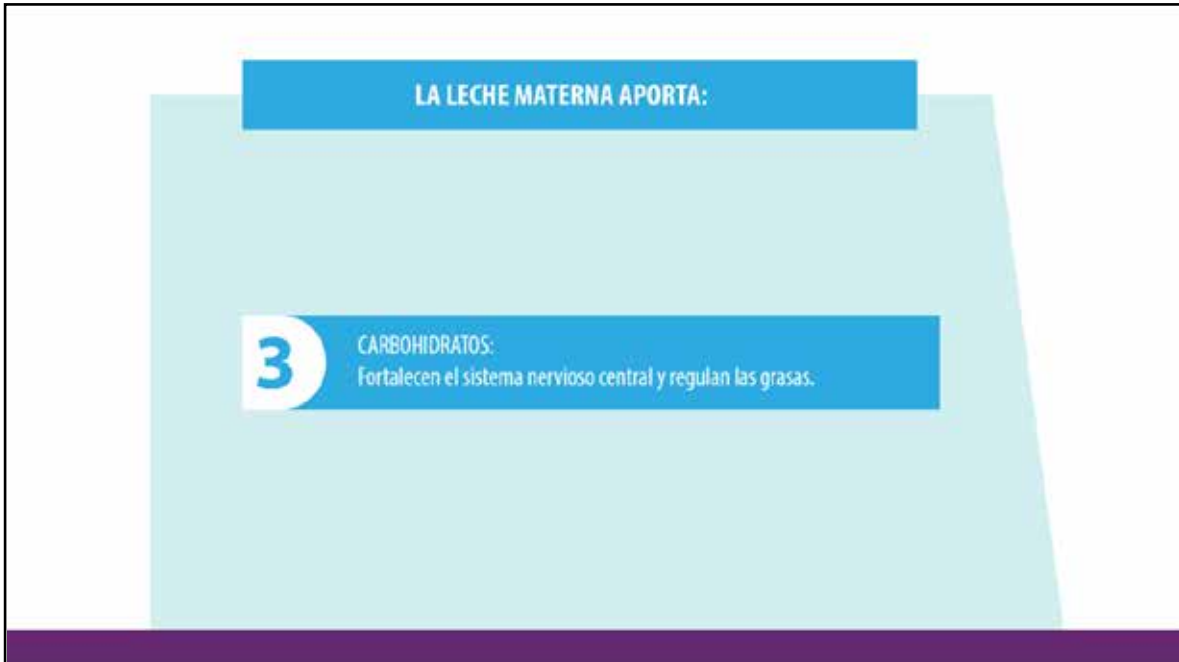 LA LECHE MATERNA APORTA:
3
CARBOHIDRATOS:
Fortalecen el sistema nervioso central y regulan las grasas.